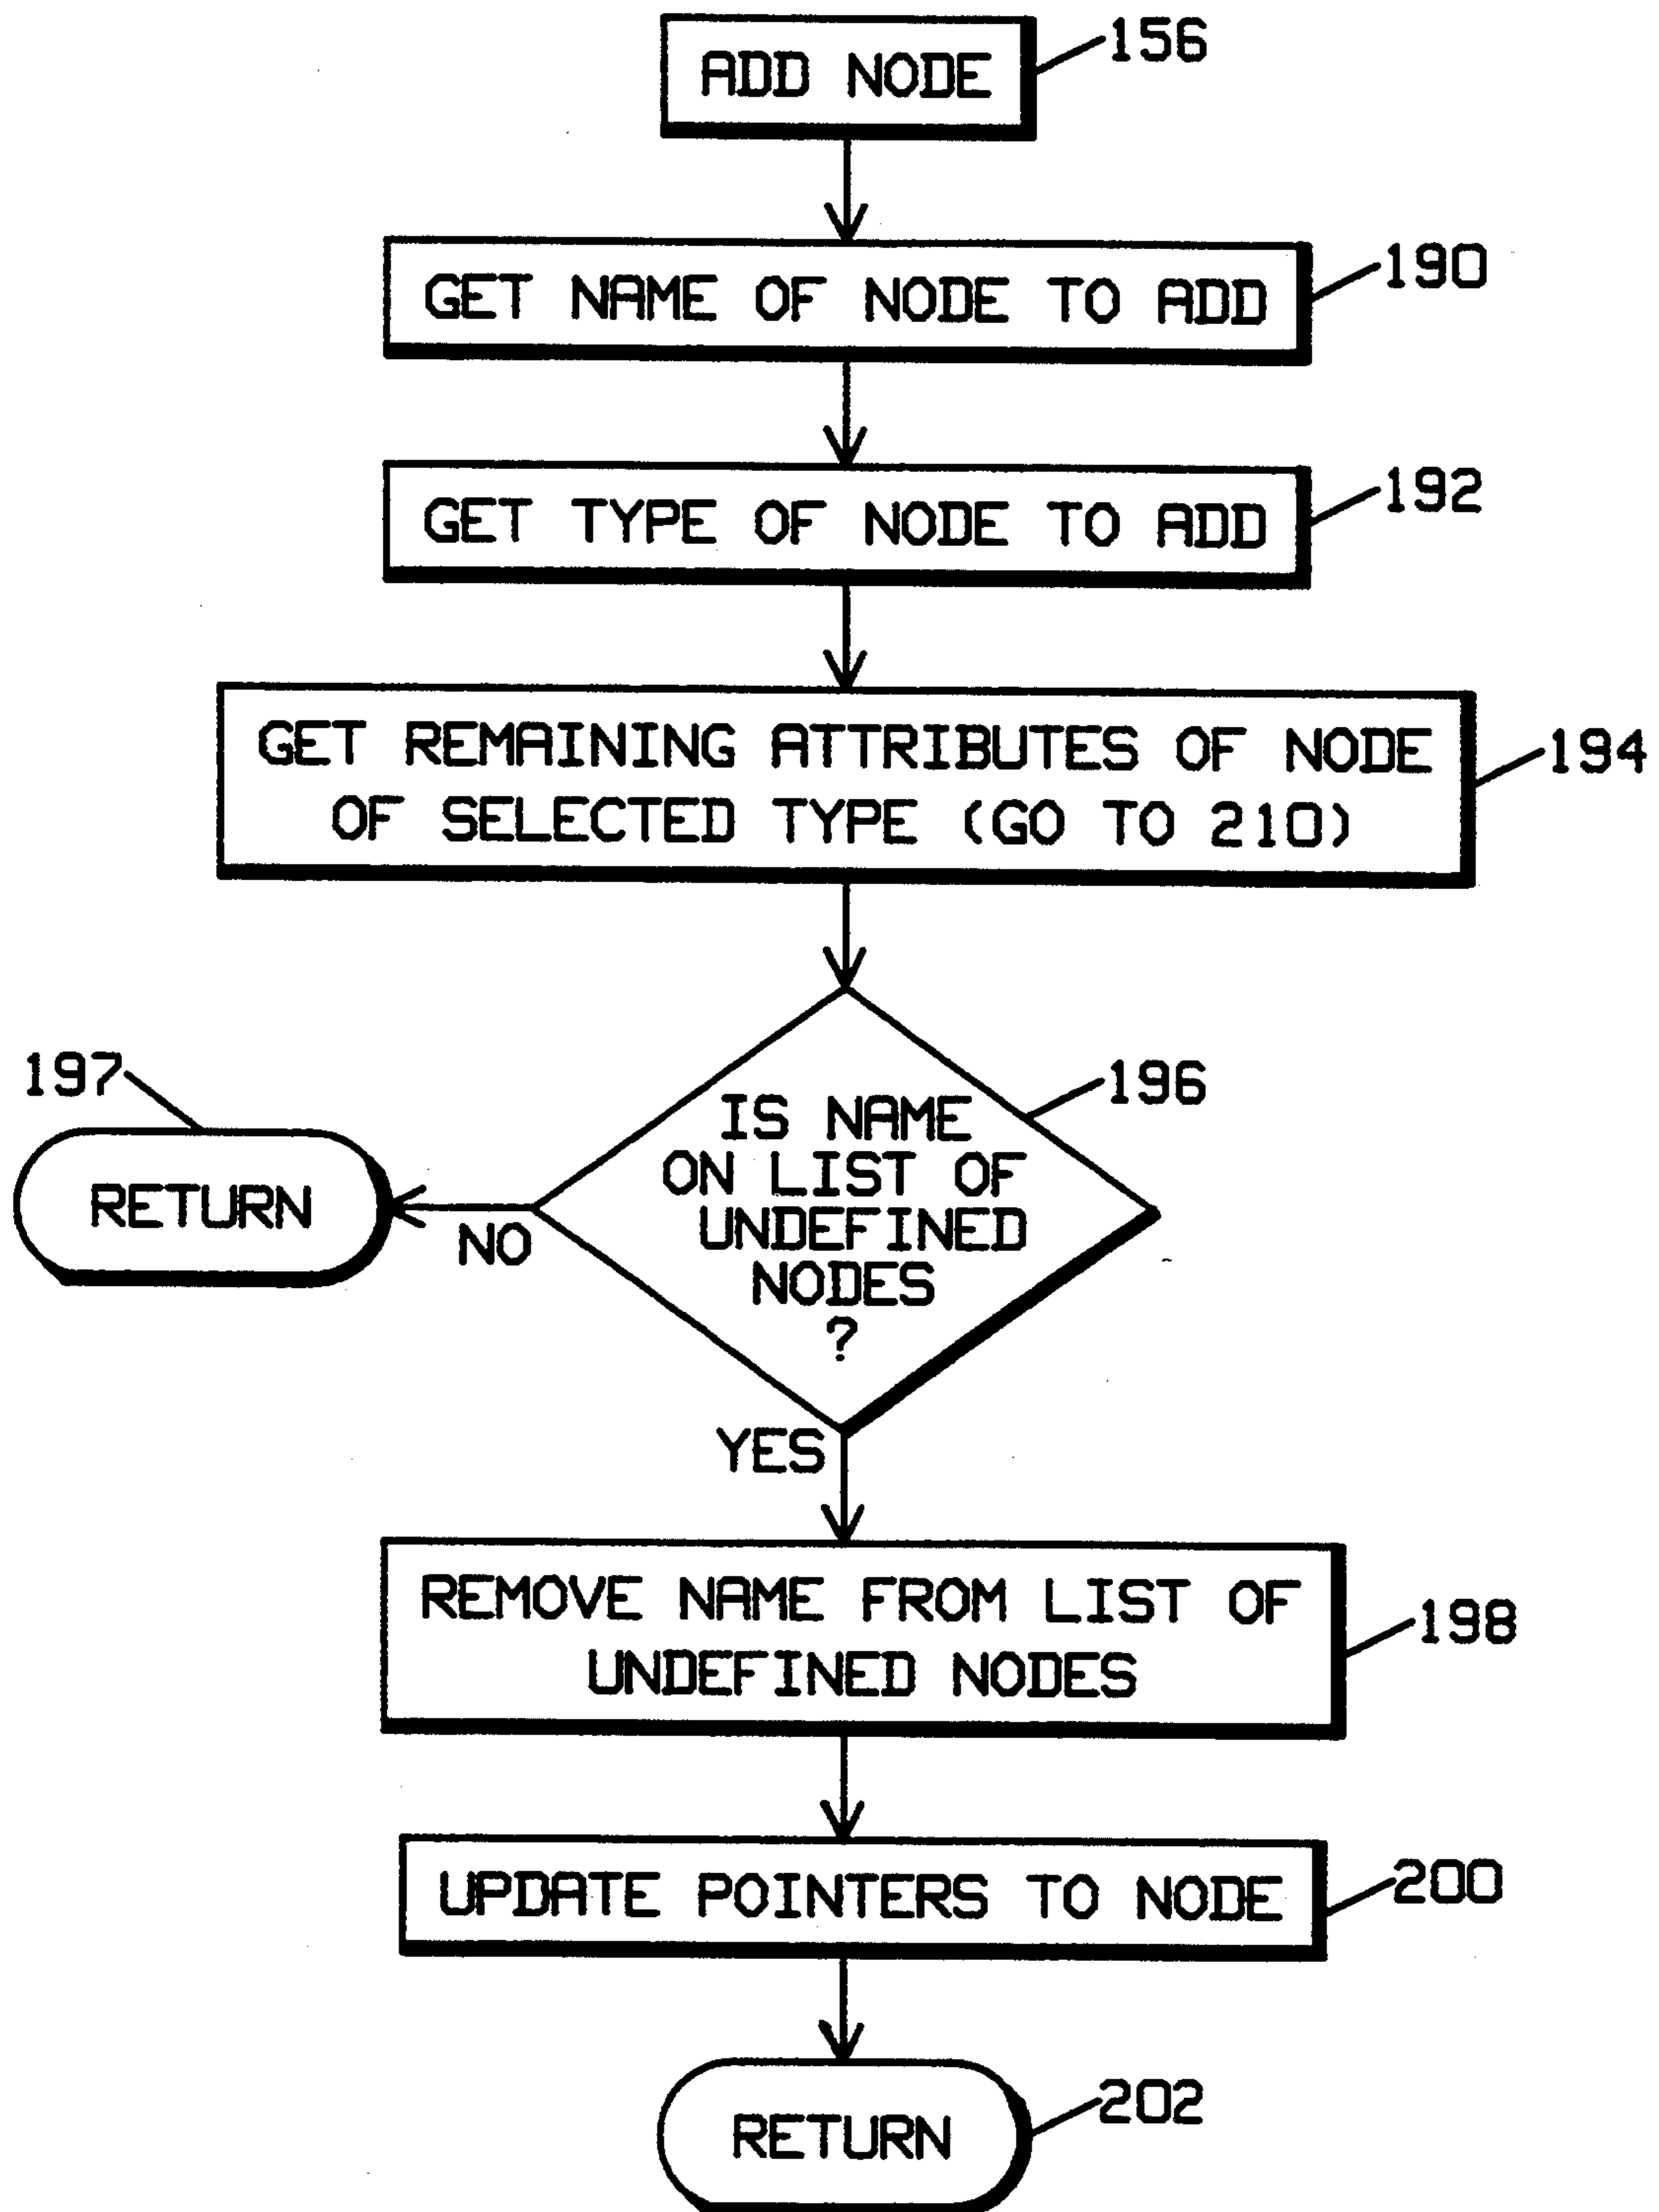 ADD NODE
156
GET NAME OF NODE TO ADD
190
GET TYPE OF NODE TO ADD
192
GET REMAINING ATTRIBUTES OF NODE
OF SELECTED TYPE (GO TO 210)
194
197
RETURN
NO
IS NAME
ON LIST OF
UNDEFINED
NODES
?
196
YES
REMOVE NAME FROM LIST OF
UNDEFINED NODES
198
UPDATE POINTERS TO NODE
200
RETURN
202